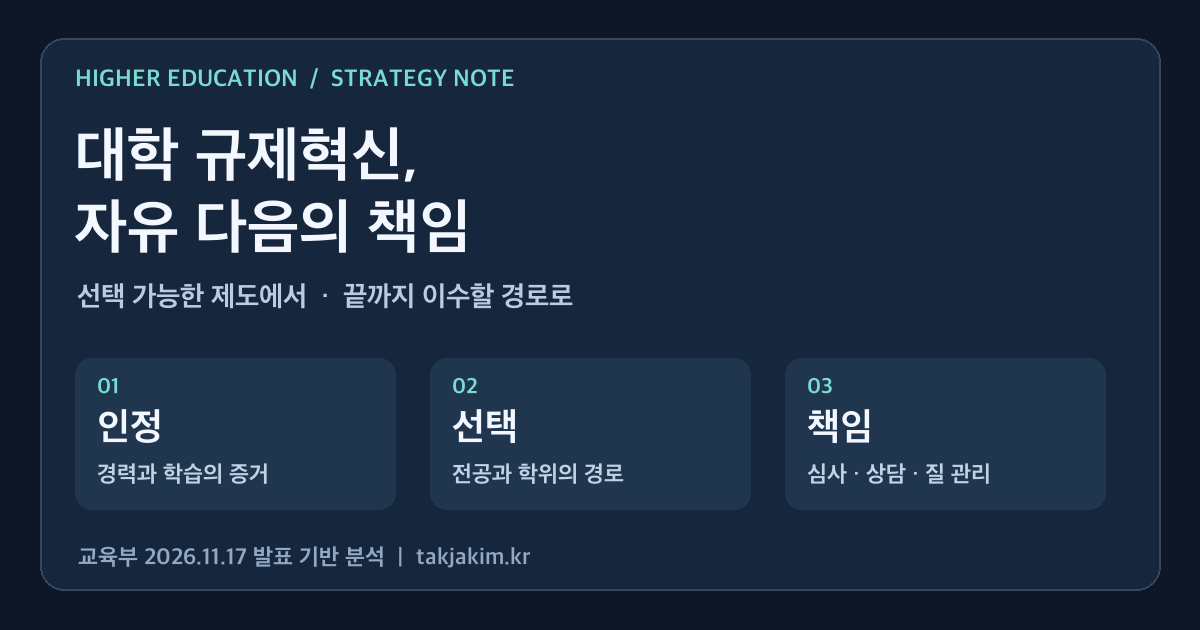 HIGHER EDUCATION / STRATEGY NOTE
대학 규제혁신,
자유 다음의 책임
선택 가능한 제도에서 · 끝까지 이수할 경로로
01
인정
경력과 학습의 증거
02
선택
전공과 학위의 경로
03
책임
심사 · 상담 · 질 관리
교육부 2026.11.17 발표 기반 분석 | takjakim.kr